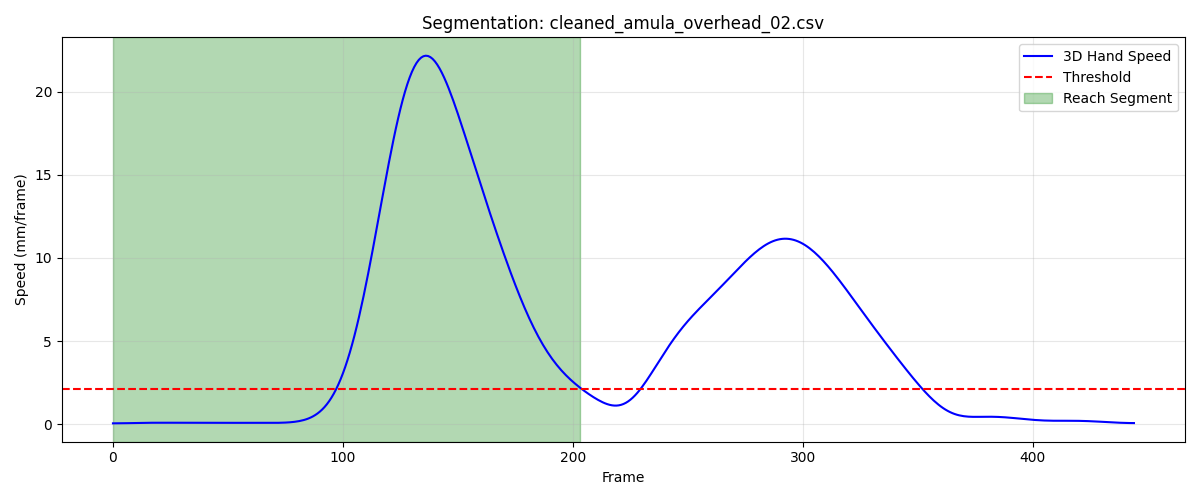 Segmentation: cleaned_amula_overhead_02.csv
3D Hand Speed
Threshold
Reach Segment
Speed (mm/frame)
20
15
10
5
0
0 100 200 300 400
Frame